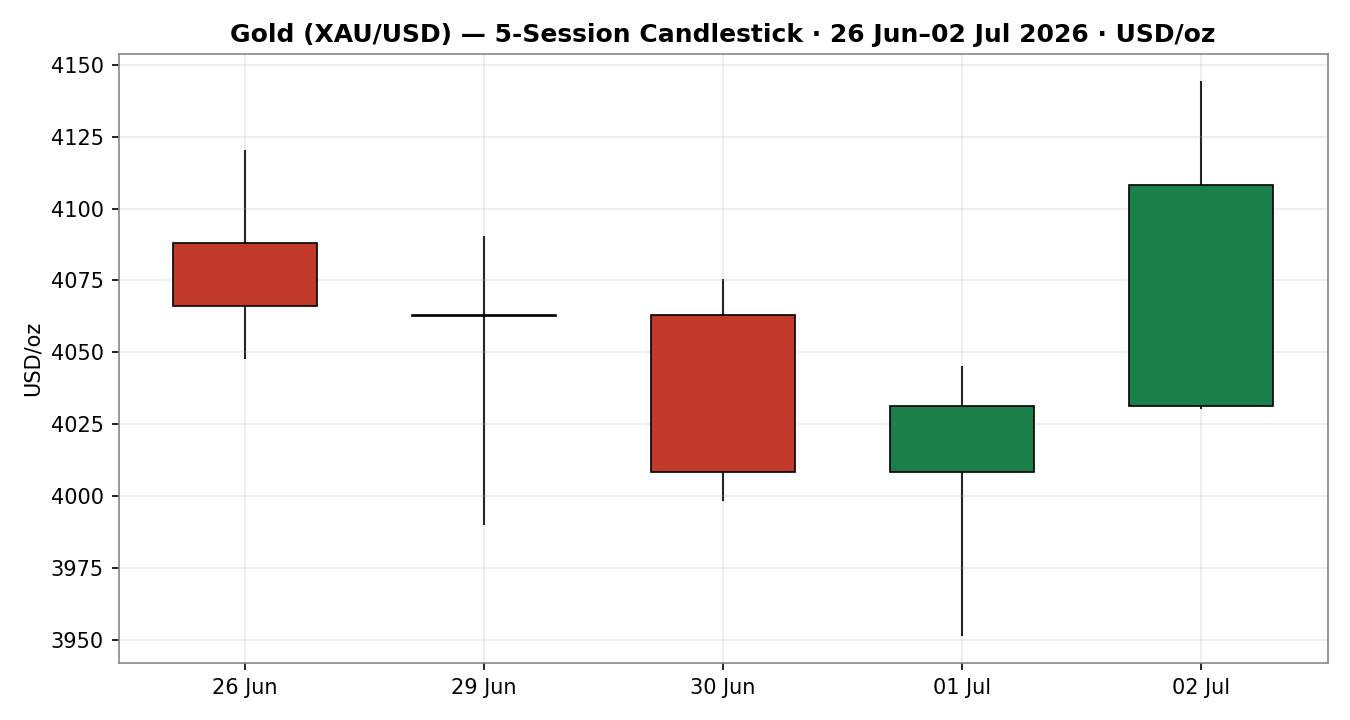 Gold (XAU/USD) — 5-Session Candlestick · 26 Jun–02 Jul 2026 · USD/oz
USD/oz
4150
4125
4100
4075
4050
4025
4000
3975
3950
26 Jun
29 Jun
30 Jun
01 Jul
02 Jul